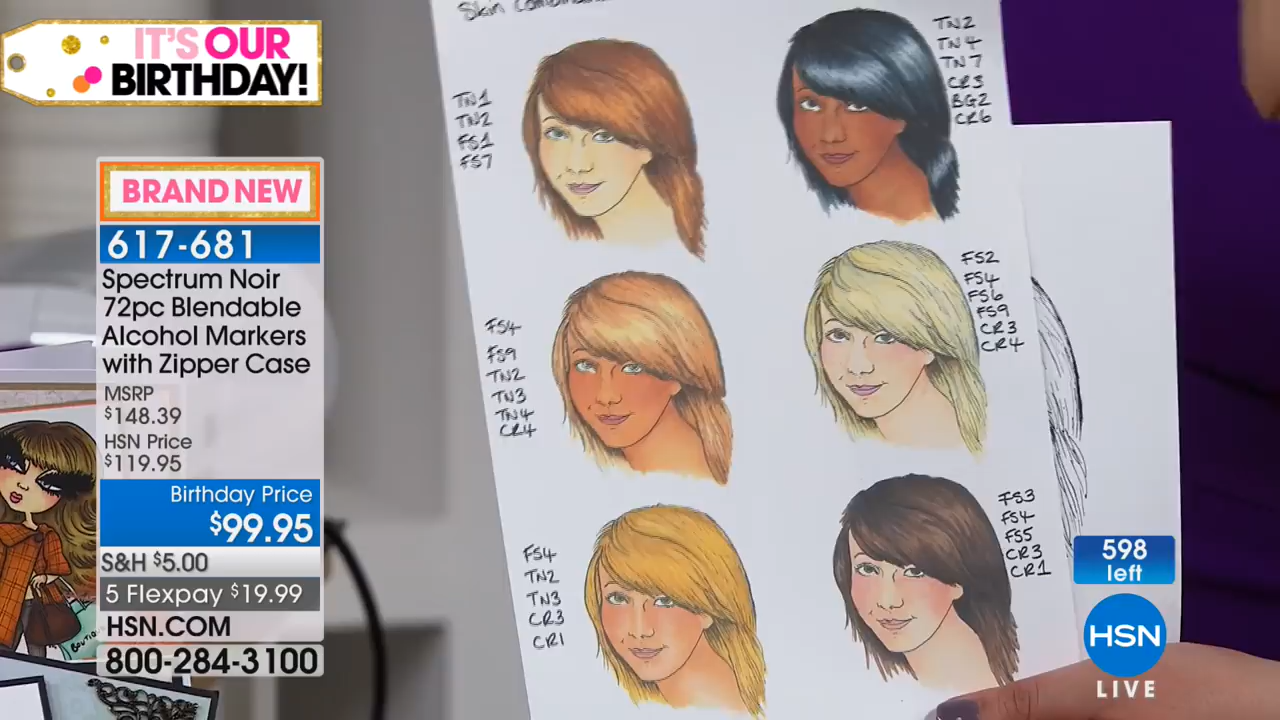 IT'S OUR
BIRTHDAY!
BRAND NEW
617-681
Spectrum Noir
72pc Blendable
Alcohol Markers
with Zipper Case
MSRP
$148.39
HSN Price
$119.95
Birthday Price
$99.95
S&H $5.00
5 Flexpay $19.99
HSN.COM
800-284-3100
Skin
TN1
TN2
FS1
FS7
TN2
TN4
TN7
CR3
BG2
CR6
FS4
FS9
TN2
TN3
TN4
CR4
FS2
FS4
FS6
FS9
CR3
CR4
FS4
TN2
TN3
CR3
CR1
FS3
FS4
FS5
CR3
CR1
598
left
HSN
LIVE